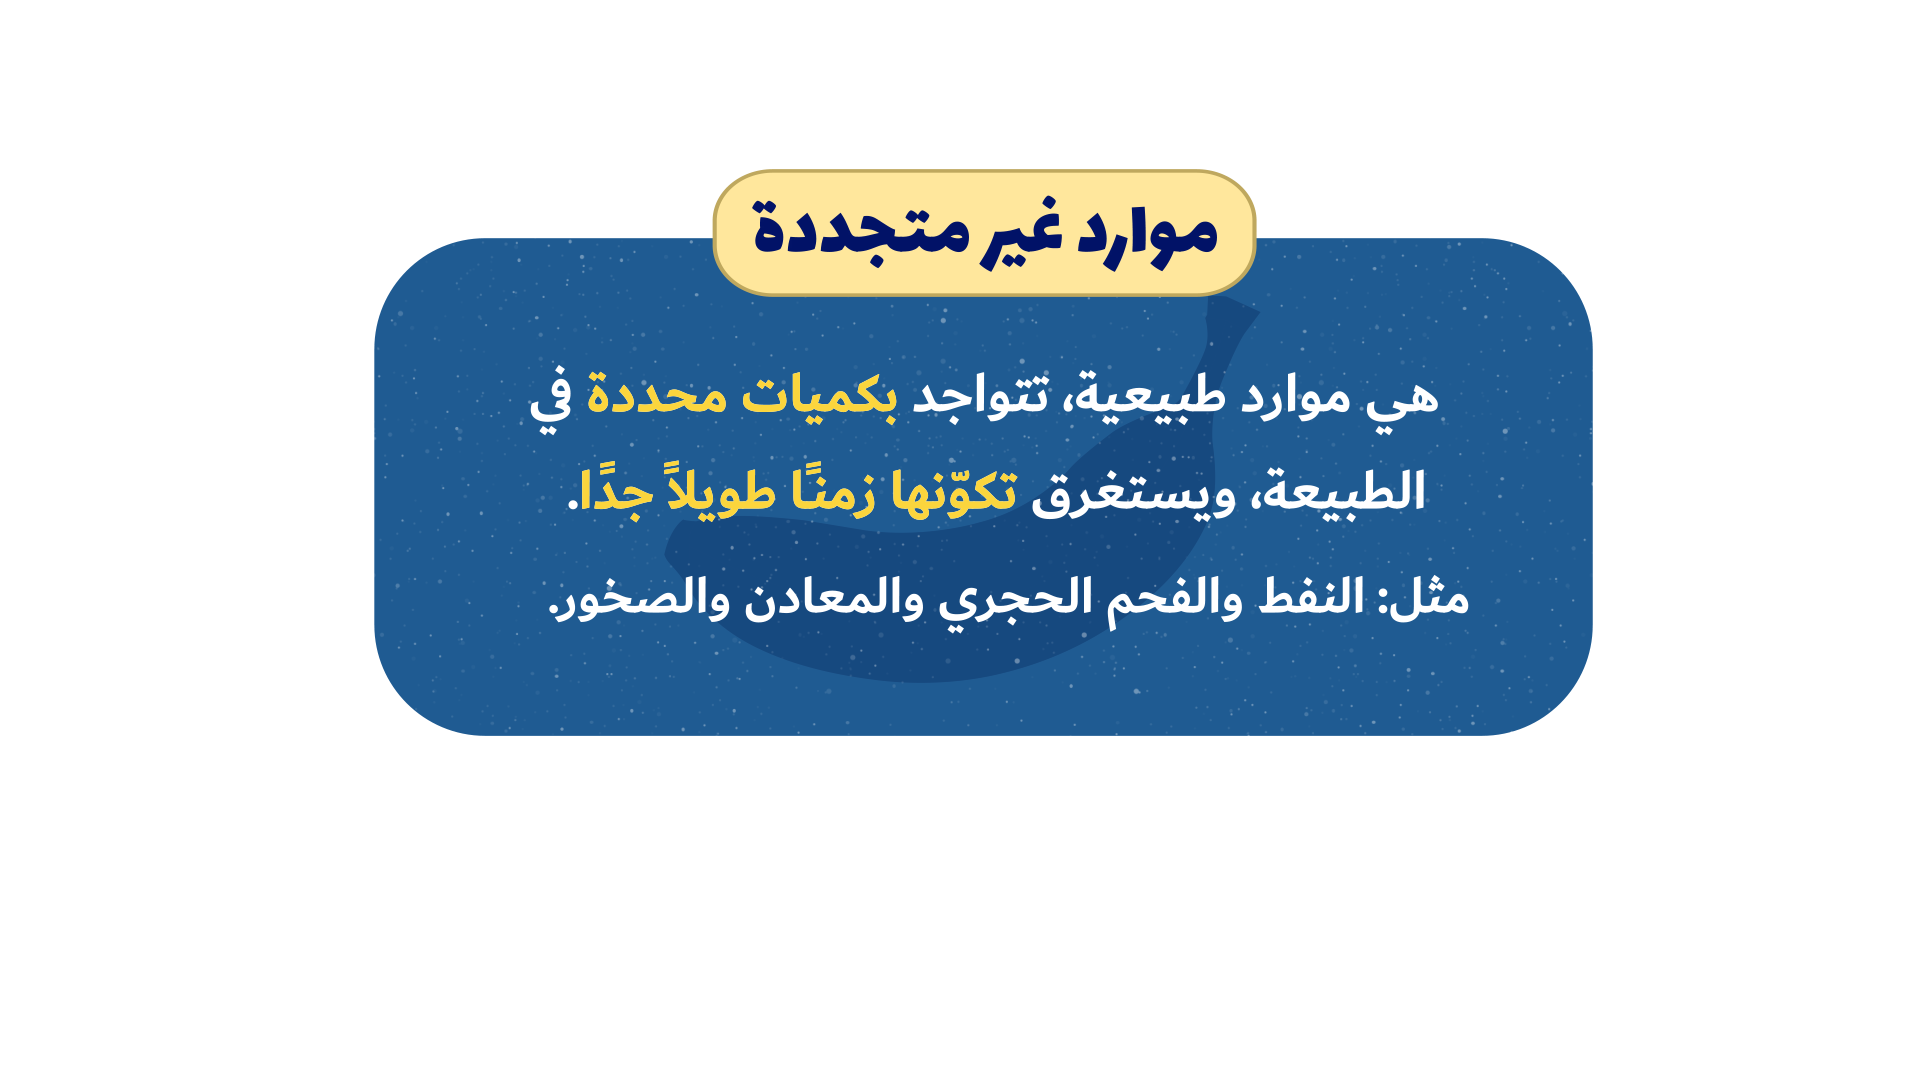 موارد غير متجددة
هي موارد طبيعية، تتواجد بكميات محددة في
الطبيعة، ويستغرق تكوّنها زمنًا طويلاً جدًا.
مثل: النفط والفحم الحجري والمعادن والصخور.